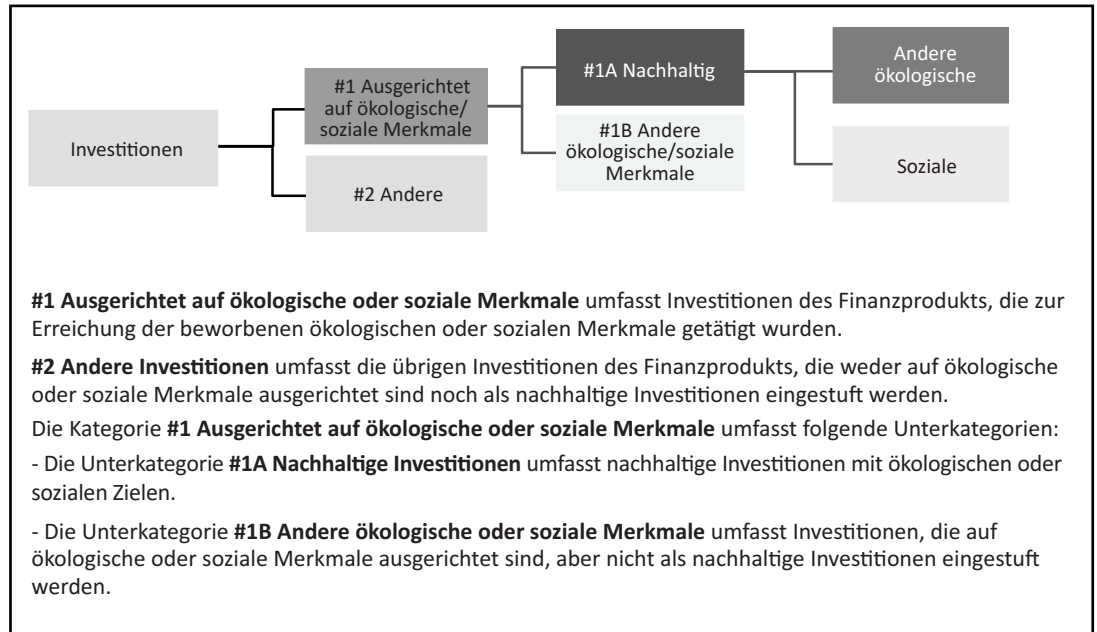 Investitionen
#1 Ausgerichtet
auf ökologische/
soziale Merkmale
#2 Andere
#1A Nachhaltig
#1B Andere
ökologische/soziale
Merkmale
Andere
ökologische
Soziale
#1 Ausgerichtet auf ökologische oder soziale Merkmale umfasst Investitionen des Finanzprodukts, die zur
Erreichung der beworbenen ökologischen oder sozialen Merkmale getätigt wurden.
#2 Andere Investitionen umfasst die übrigen Investitionen des Finanzprodukts, die weder auf ökologische
oder soziale Merkmale ausgerichtet sind noch als nachhaltige Investitionen eingestuft werden.
Die Kategorie #1 Ausgerichtet auf ökologische oder soziale Merkmale umfasst folgende Unterkategorien:
- Die Unterkategorie #1A Nachhaltige Investitionen umfasst nachhaltige Investitionen mit ökologischen oder
sozialen Zielen.
- Die Unterkategorie #1B Andere ökologische oder soziale Merkmale umfasst Investitionen, die auf
ökologische oder soziale Merkmale ausgerichtet sind, aber nicht als nachhaltige Investitionen eingestuft
werden.